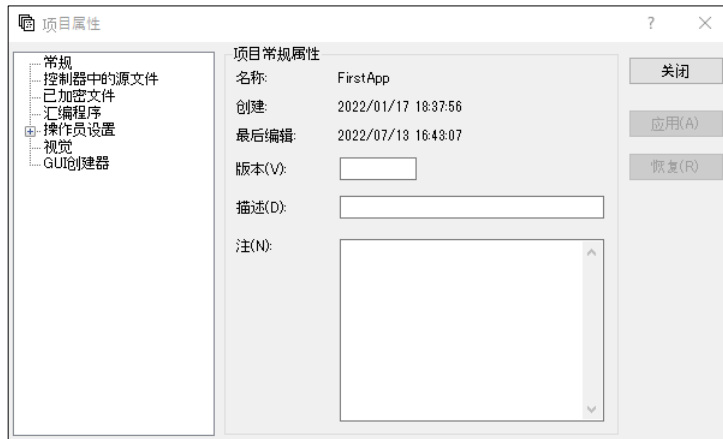 项目属性
?
常规
控制器中的源文件
已加密文件
汇编程序
操作员设置
视觉
GUI创建器
项目常规属性
名称: FirstApp
创建: 2022/01/17 18:37:56
最后编辑: 2022/07/13 16:43:07
版本(V):
描述(D):
注(N):
关闭
应用(A)
恢复(R)